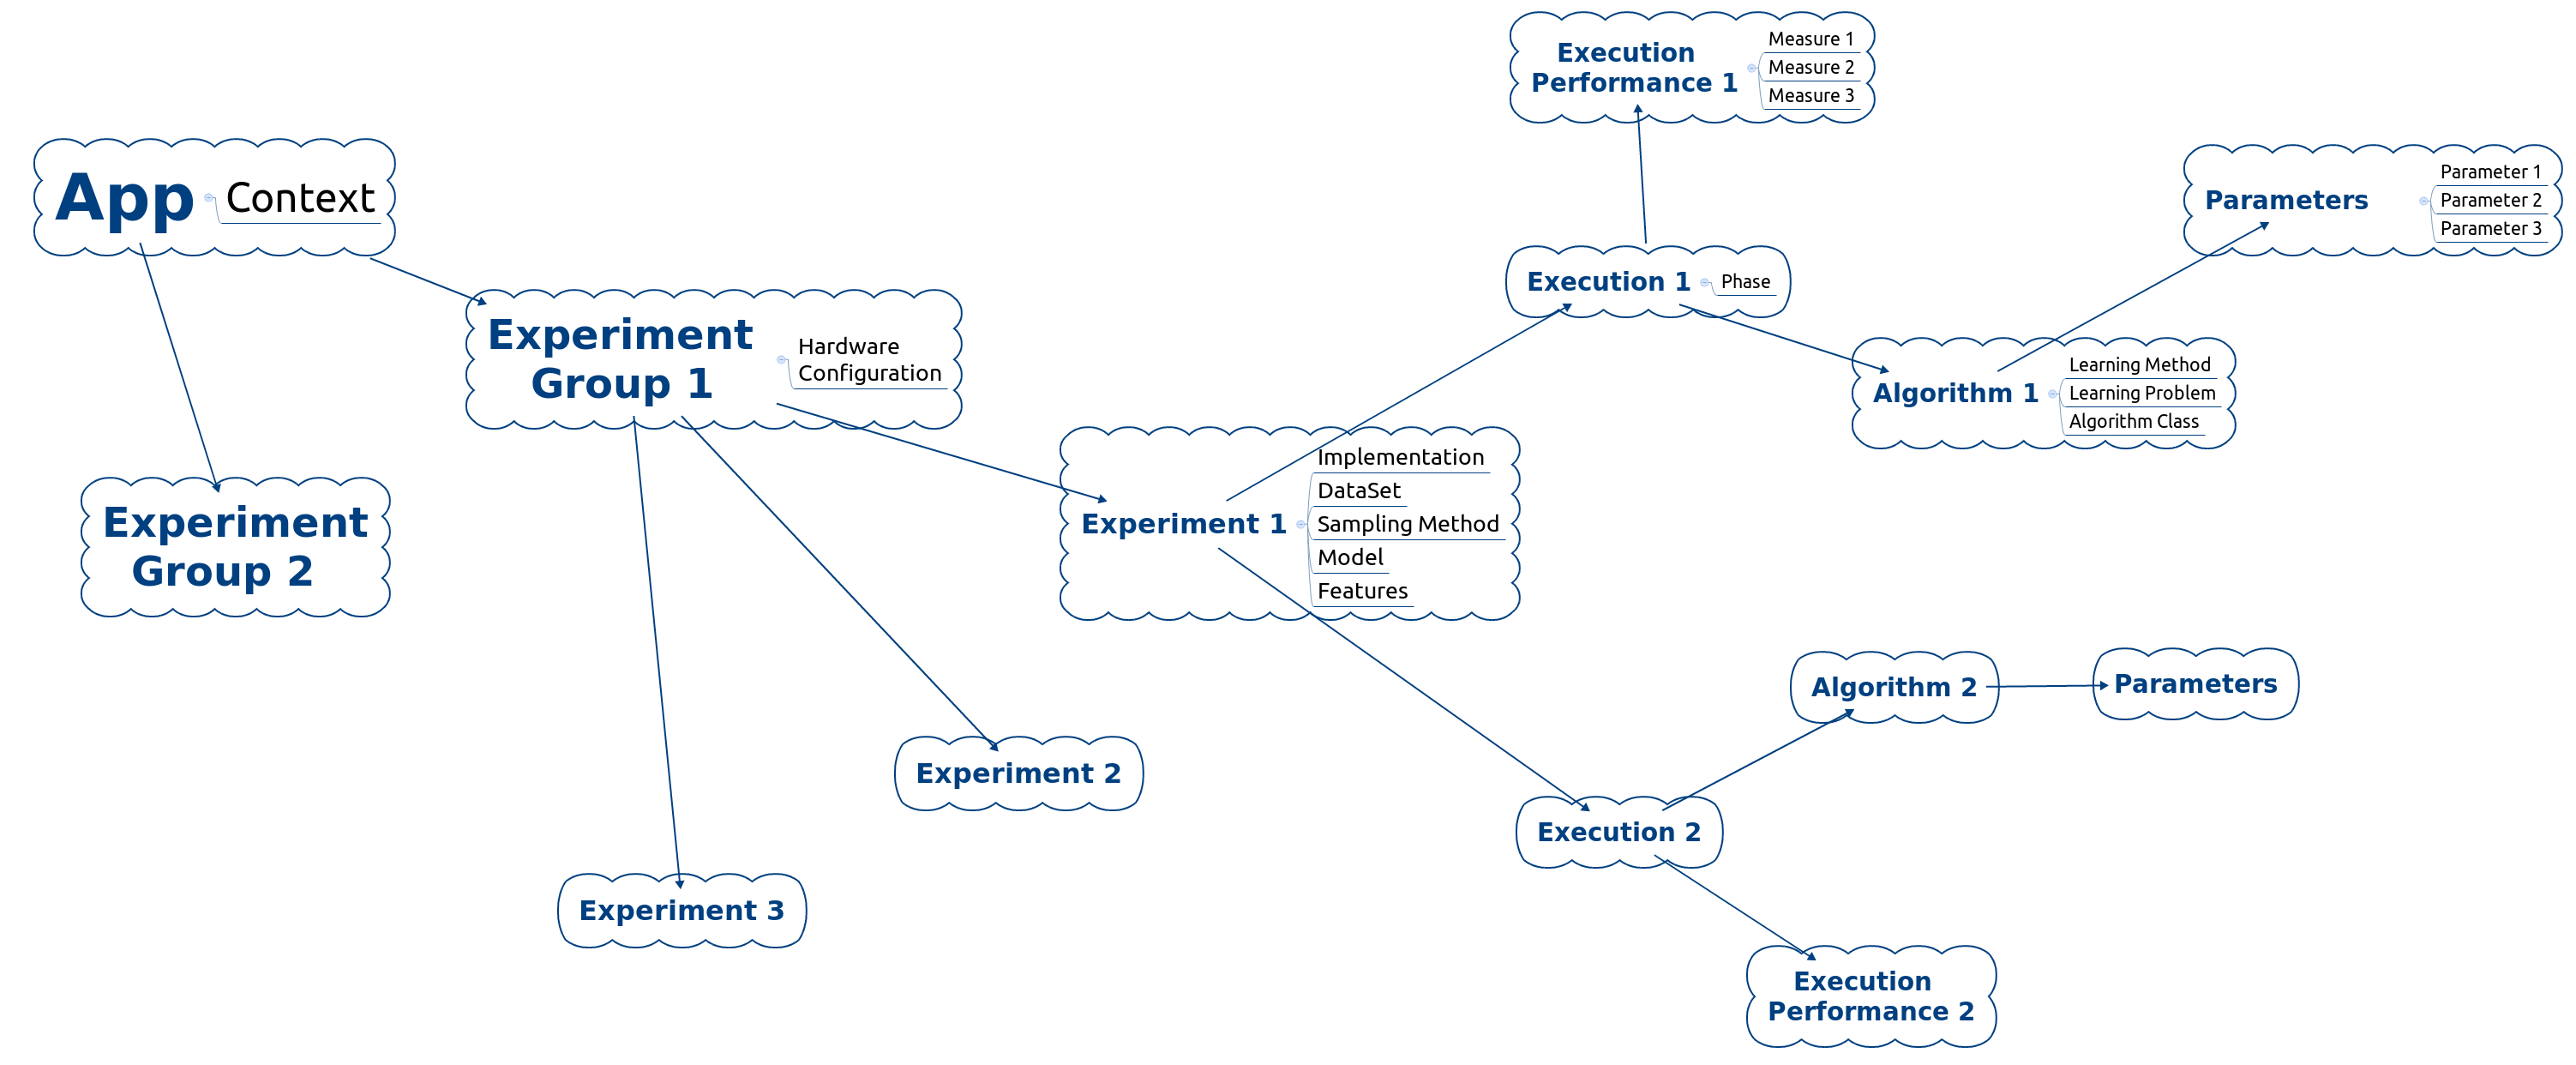 App
Context
Experiment
Group 1
Hardware
Configuration
Experiment
Group 2
Experiment 1
Implementation
DataSet
Sampling Method
Model
Features
Experiment 2
Experiment 3
Execution
Performance 1
Measure 1
Measure 2
Measure 3
Execution 1
Phase
Algorithm 1
Learning Method
Learning Problem
Algorithm Class
Parameters
Parameter 1
Parameter 2
Parameter 3
Execution 2
Algorithm 2
Parameters
Execution
Performance 2